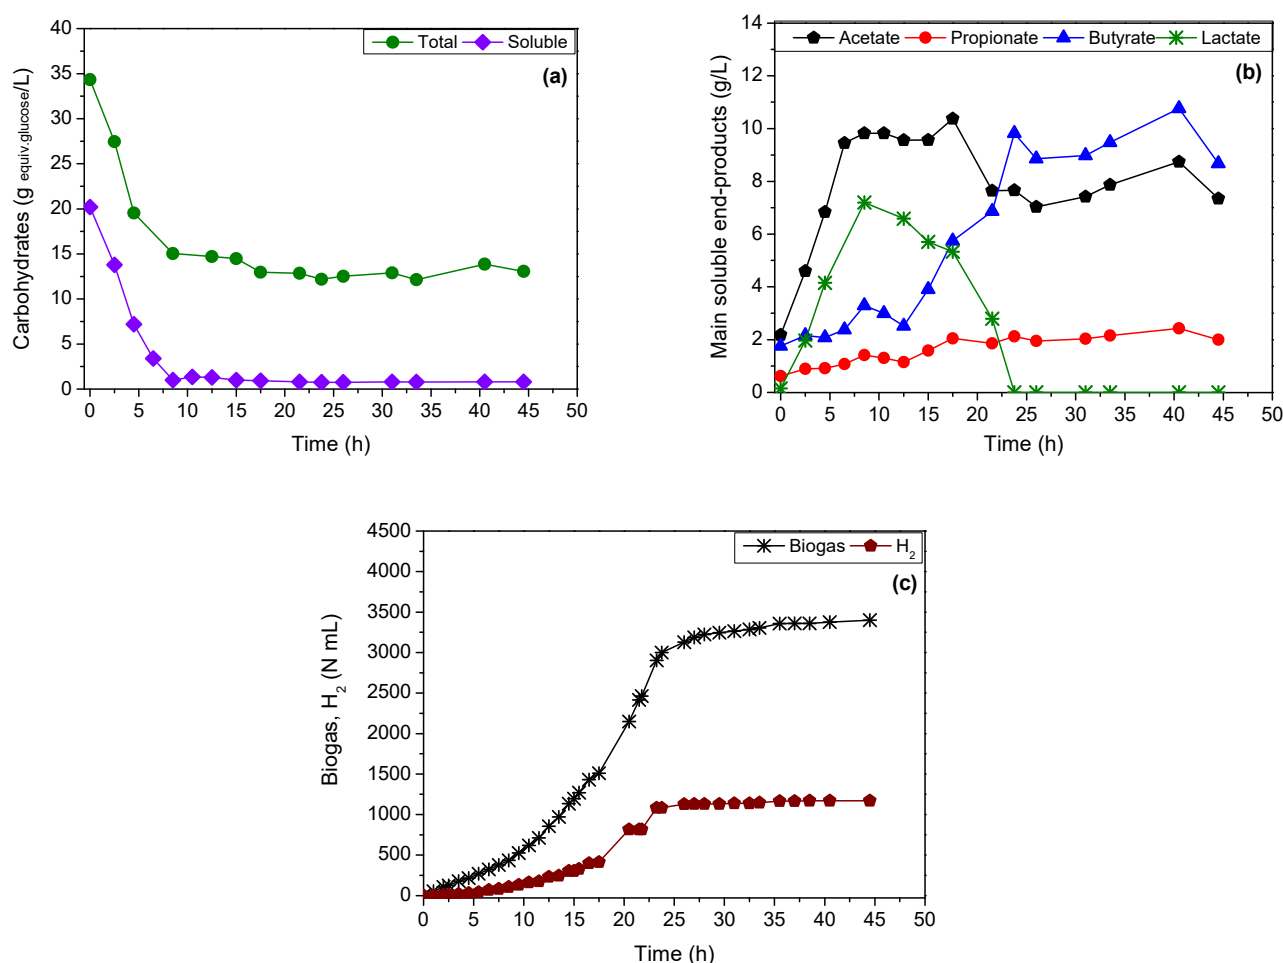 Total Soluble
(a)
40
35
30
25
20
15
10
5
0
0 5 10 15 20 25 30 35 40 45 50
Carbohydrates (g equiv.glucose/L)
Time (h)
Acetate Propionate Butyrate Lactate
(b)
14
12
10
8
6
4
2
0
0 5 10 15 20 25 30 35 40 45 50
Main soluble end-products (g/L)
Time (h)
Biogas H2
(c)
4500
4000
3500
3000
2500
2000
1500
1000
500
0
0 5 10 15 20 25 30 35 40 45 50
Biogas, H2 (N mL)
Time (h)